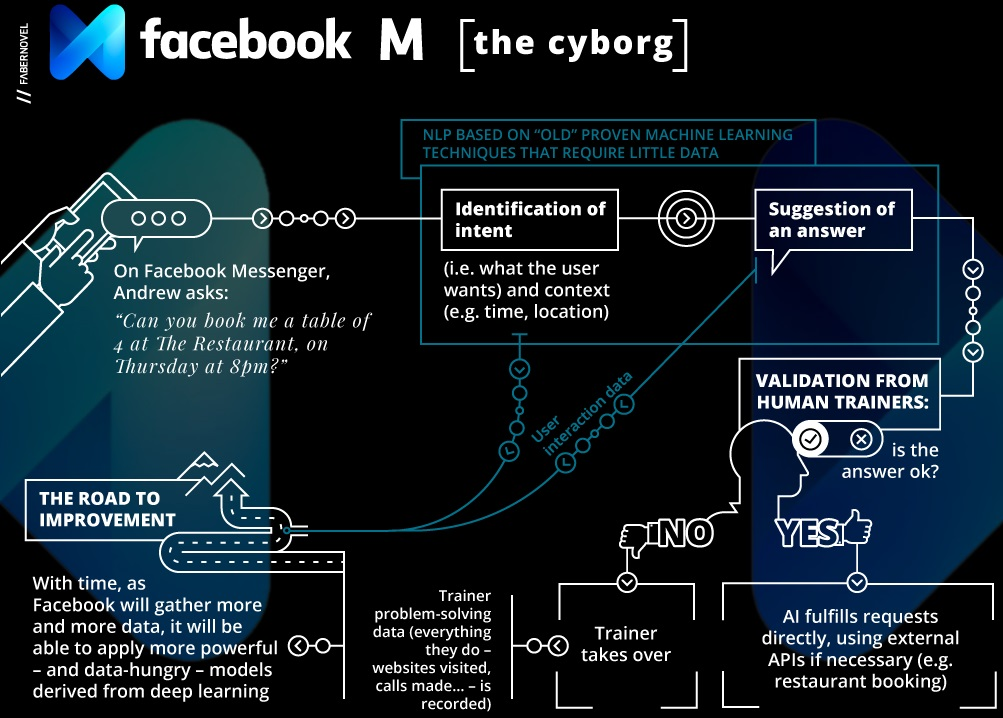 // FABERNOVEL
facebook M [the cyborg]
NLP BASED ON “OLD” PROVEN MACHINE LEARNING
TECHNIQUES THAT REQUIRE LITTLE DATA
Identification of
intent
(i.e. what the user
wants) and context
(e.g. time, location)
Suggestion of
an answer
On Facebook Messenger,
Andrew asks:
“Can you book me a table of
4 at The Restaurant, on
Thursday at 8pm?”
VALIDATION FROM
HUMAN TRAINERS:
is the
answer ok?
User
interaction data
NO
YES
THE ROAD TO
IMPROVEMENT
With time, as
Facebook will gather more
and more data, it will be
able to apply more powerful
– and data-hungry – models
derived from deep learning
Trainer
problem-solving
data (everything
they do –
websites visited,
calls made... – is
recorded)
Trainer
takes over
AI fulfills requests
directly, using external
APIs if necessary (e.g.
restaurant booking)